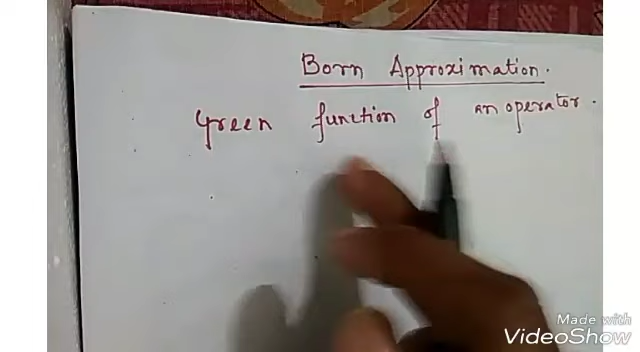 Born Approximation.
Green function of an operator.
Made with
VideoShow